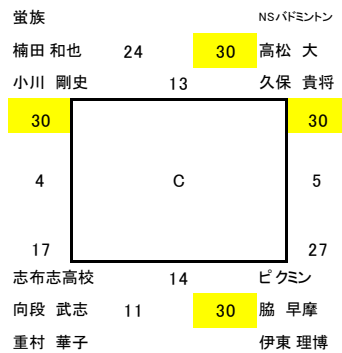 蛍族 NSバドミントン
楠田 和也 24 30 高松 大
小川 剛史 13 久保 貴将
30 30
4 C 5
17 27
志布志高校 14 ピクミン
向段 武志 11 30 脇 早摩
重村 華子 伊東 理博